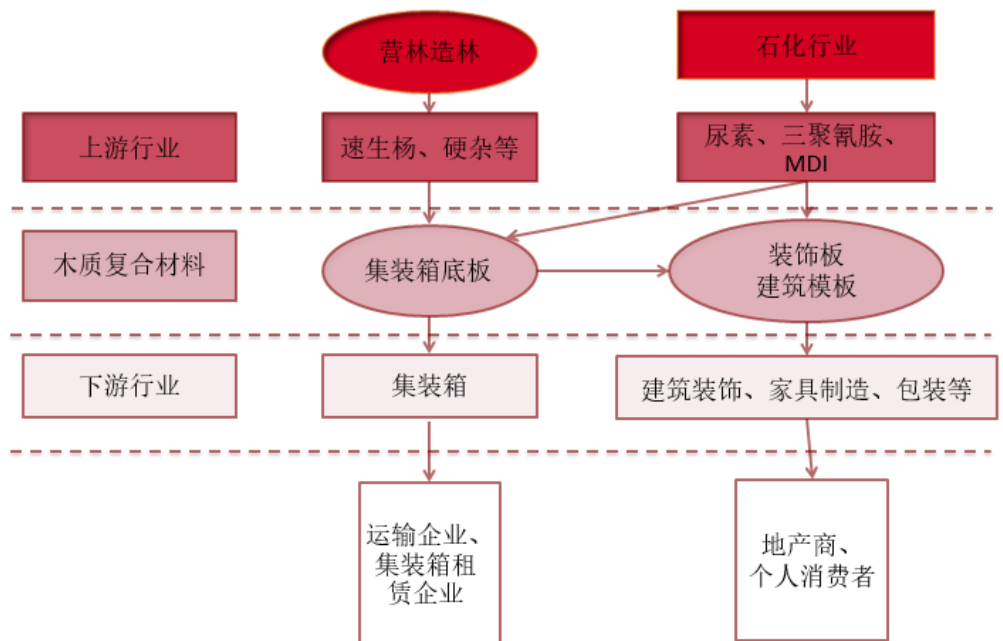 营林造林
石化行业
上游行业
速生杨、硬杂等
尿素、三聚氰胺、
MDI
木质复合材料
集装箱底板
装饰板
建筑模板
下游行业
集装箱
建筑装饰、家具制造、包装等
运输企业、
集装箱租
赁企业
地产商、
个人消费者